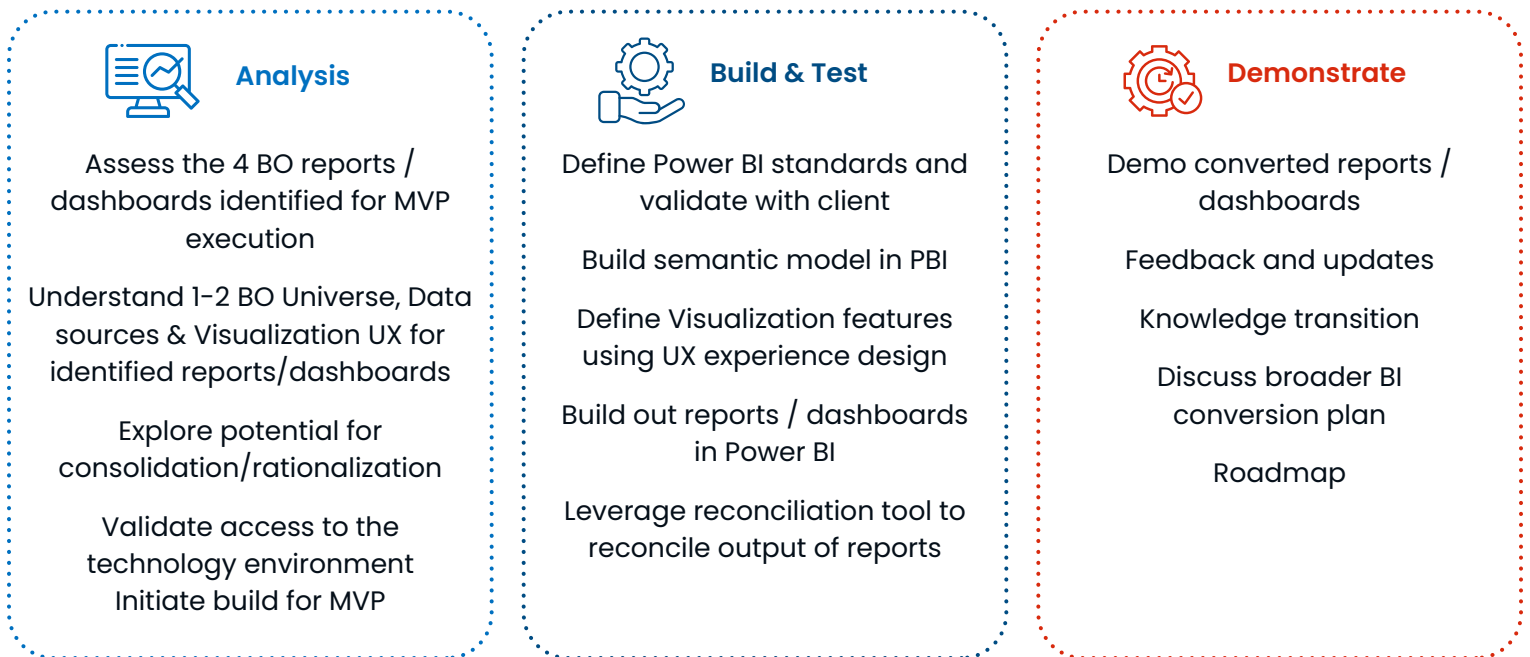 Analysis
Assess the 4 BO reports /
dashboards identified for MVP
execution
Understand 1-2 BO Universe, Data
sources & Visualization UX for
identified reports/dashboards
Explore potential for
consolidation/rationalization
Validate access to the
technology environment
Initiate build for MVP
Build & Test
Define Power BI standards and
validate with client
Build semantic model in PBI
Define Visualization features
using UX experience design
Build out reports / dashboards
in Power BI
Leverage reconciliation tool to
reconcile output of reports
Demonstrate
Demo converted reports /
dashboards
Feedback and updates
Knowledge transition
Discuss broader BI
conversion plan
Roadmap